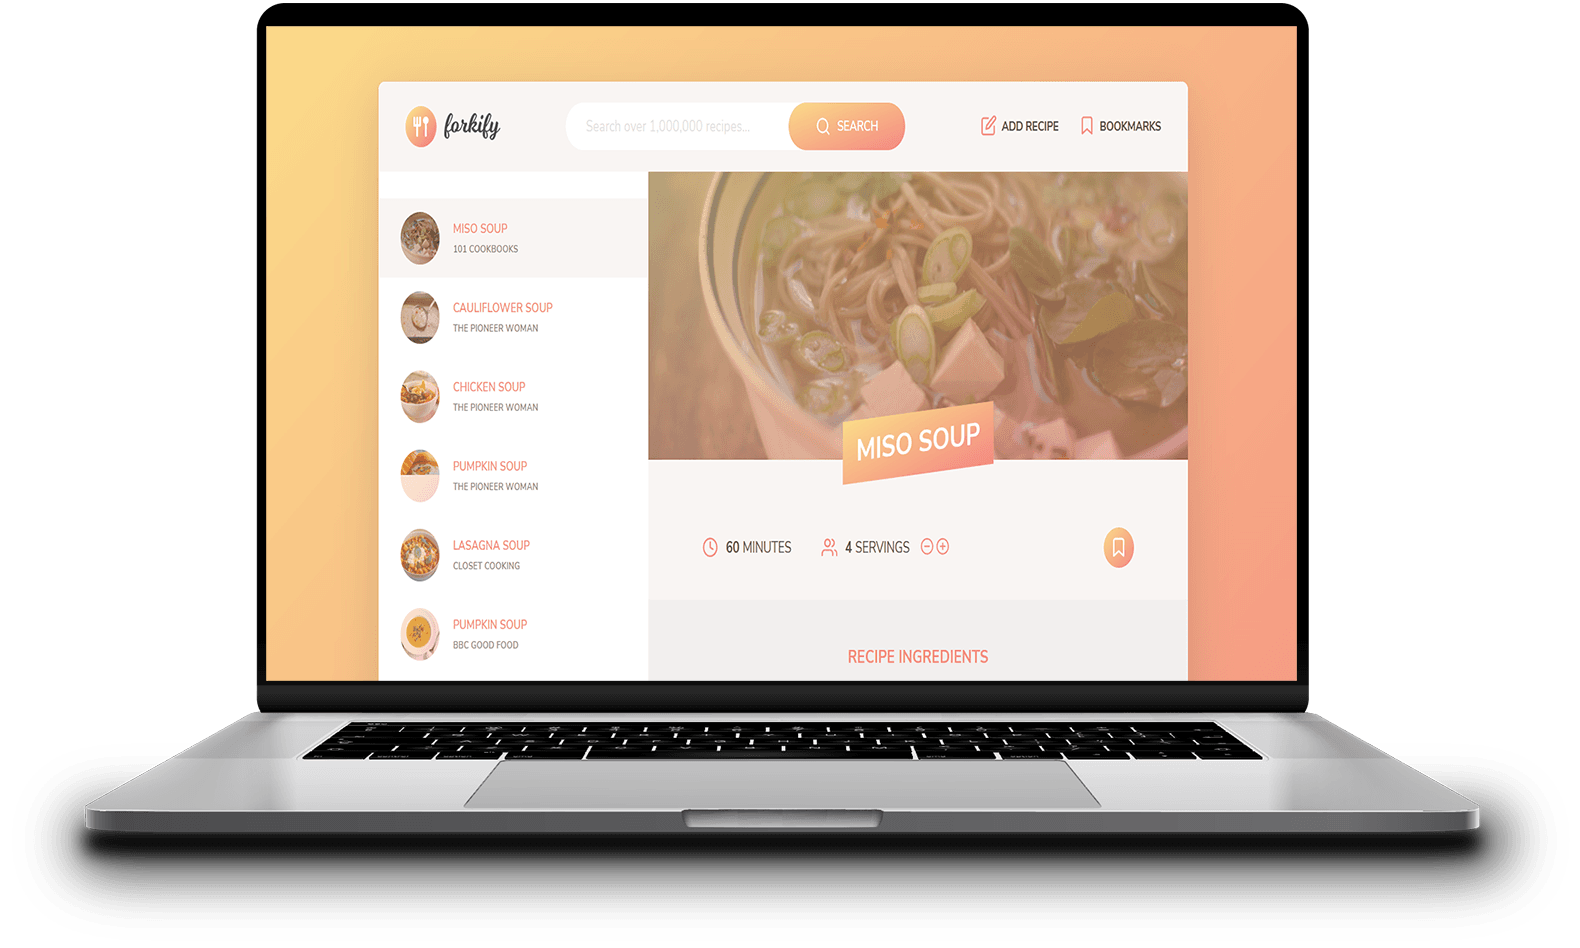 forkify
Search over 1,000,000 recipes...
SEARCH
ADD RECIPE
BOOKMARKS
MISO SOUP
101 COOKBOOKS
CAULIFLOWER SOUP
THE PIONEER WOMAN
CHICKEN SOUP
THE PIONEER WOMAN
PUMPKIN SOUP
THE PIONEER WOMAN
LASAGNA SOUP
CLOSET COOKING
PUMPKIN SOUP
BBC GOOD FOOD
MISO SOUP
60 MINUTES
4 SERVINGS
RECIPE INGREDIENTS